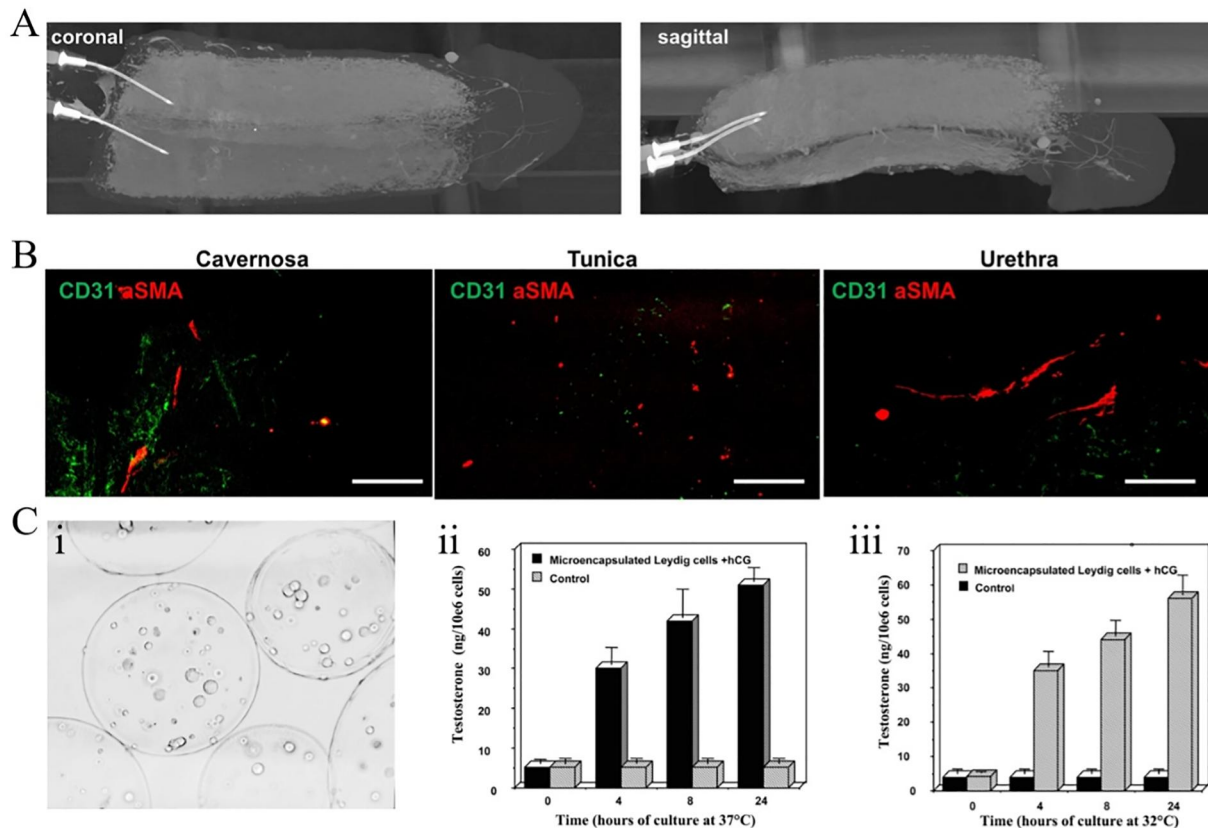 A
coronal
sagittal
B
Cavernosa
Tunica
Urethra
CD31 aSMA
CD31 aSMA
CD31 aSMA
C
i
ii
Testosterone (ng/10e6 cells)
60
50
40
30
20
10
0
Microencapsulated Leydig cells +hCG
Control
0 4 8 24
Time (hours of culture at 37°C)
iii
Testosterone (ng/10e6 cells)
70
60
50
40
30
20
10
0
Microencapsulated Leydig cells + hCG
Control
0 4 8 24
Time (hours of culture at 32°C)